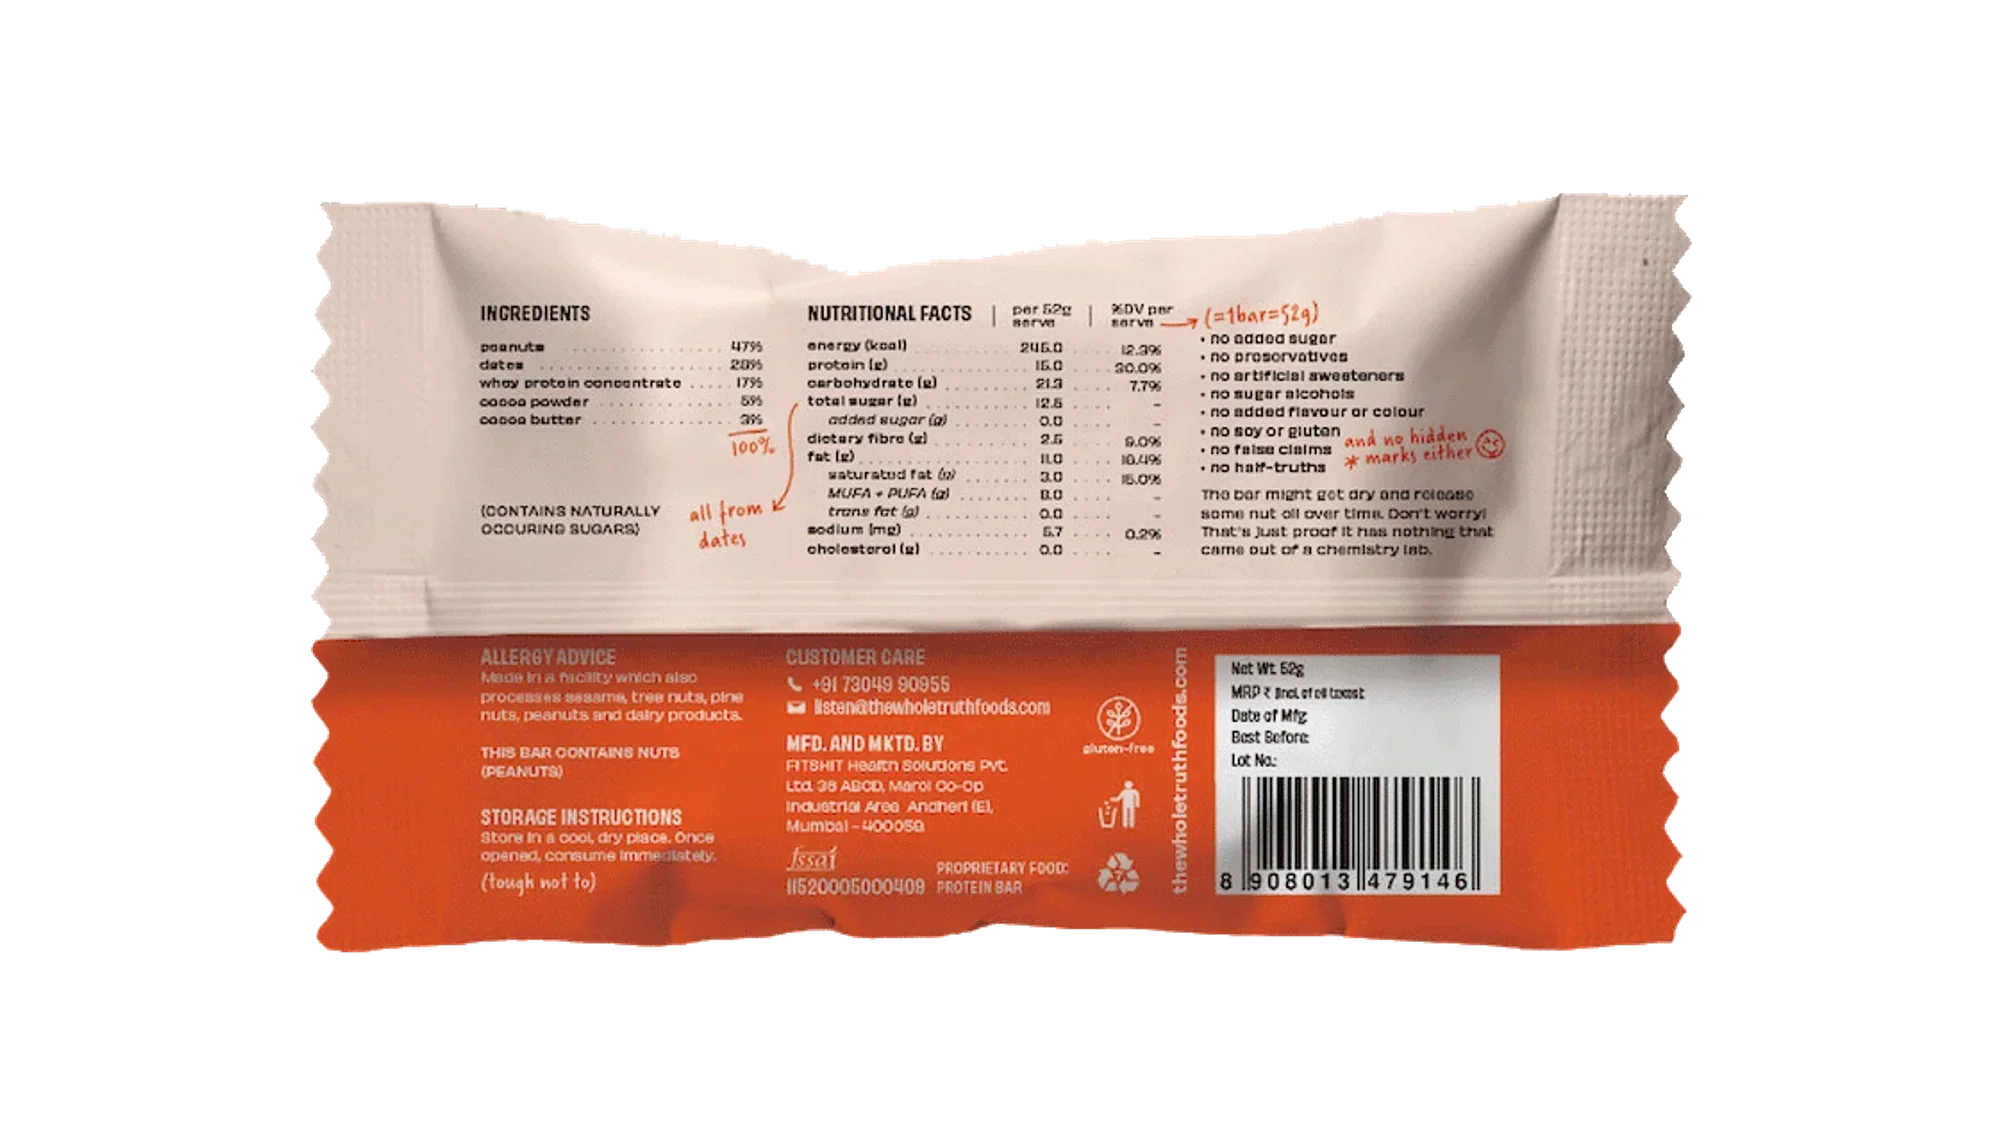 INGREDIENTS
peanuts 47%
dates 28%
whey protein concentrate 17%
cocoa powder 5%
cocoa butter 3%
100%
(CONTAINS NATURALLY
OCCURING SUGARS)
all from
dates
NUTRITIONAL FACTS | per 52g serve | %DV per serve
(=1bar=52g)
energy (kcal) 245.0 12.3%
protein (g) 15.0 30.0%
carbohydrate (g) 21.3 7.7%
total sugar (g) 12.5 -
added sugar (g) 0.0 -
dietary fibre (g) 2.5 9.0%
fat (g) 11.0 16.4%
saturated fat (g) 3.0 15.0%
MUFA + PUFA (g) 8.0 -
trans fat (g) 0.0 -
sodium (mg) 5.7 0.2%
cholesterol (g) 0.0 -
• no added sugar
• no preservatives
• no artificial sweeteners
• no sugar alcohols
• no added flavour or colour
• no soy or gluten
• no false claims
• no half-truths
and no hidden
* marks either
The bar might get dry and release
some nut oil over time. Don't worry!
That's just proof it has nothing that
came out of a chemistry lab.
ALLERGY ADVICE
Made in a facility which also
processes sesame, tree nuts, pine
nuts, peanuts and dairy products.
THIS BAR CONTAINS NUTS
(PEANUTS)
STORAGE INSTRUCTIONS
Store in a cool, dry place. Once
opened, consume immediately.
(tough not to)
CUSTOMER CARE
+91 73049 90955
listen@thewholetruthfoods.com
MFD. AND MKTD. BY
FITSHIT Health Solutions Pvt.
Ltd. 36 ABCD, Marol Co-Op
Industrial Area Andheri (E),
Mumbai - 400059
fssai
11520005000409
PROPRIETARY FOOD:
PROTEIN BAR
gluten-free
7
thewholetruthfoods.com
Net Wt. 52g
MRP ₹ (Incl. of all taxes):
Date of Mfg:
Best Before:
Lot No.:
8 908013 479146